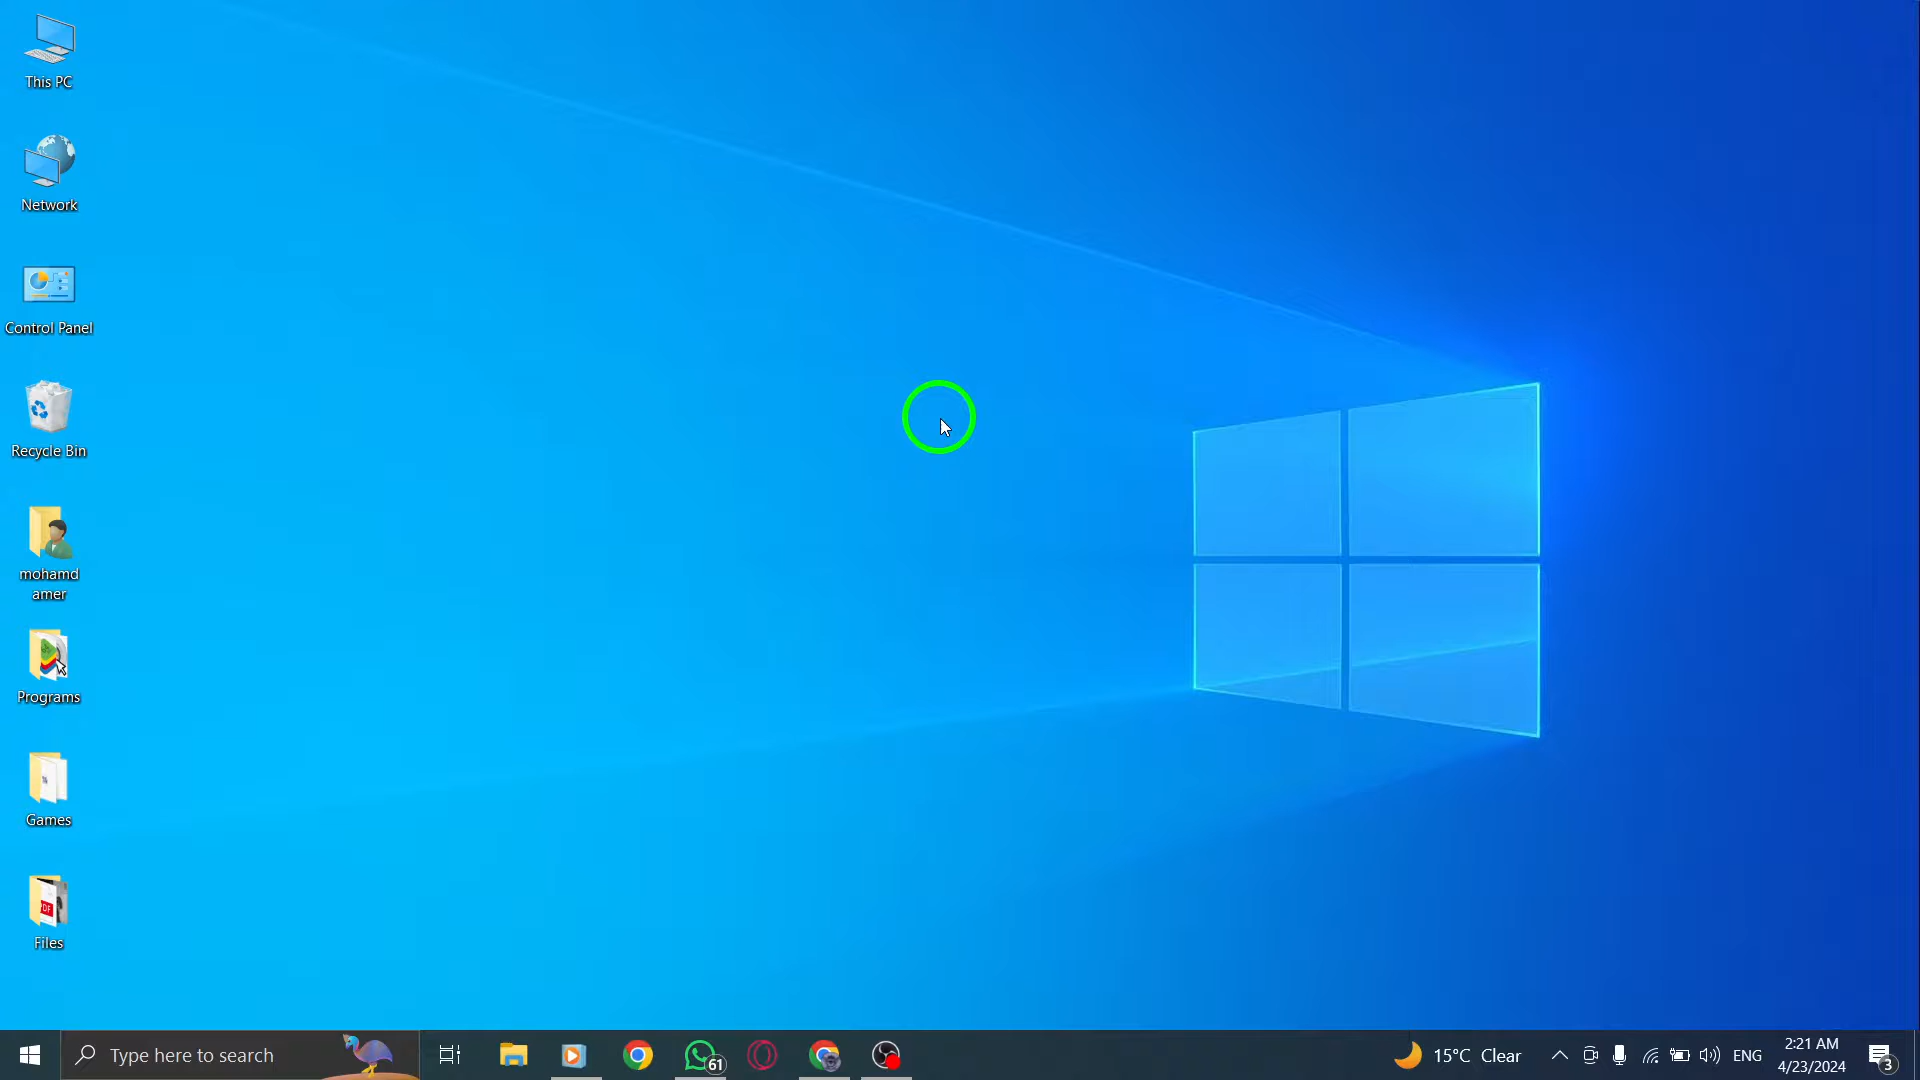 This PC
Network
Control Panel
Recycle Bin
mohamd
amer
Programs
Games
PDF
Files
Type here to search
61
15°C Clear
ENG
2:21 AM
4/23/2024
3